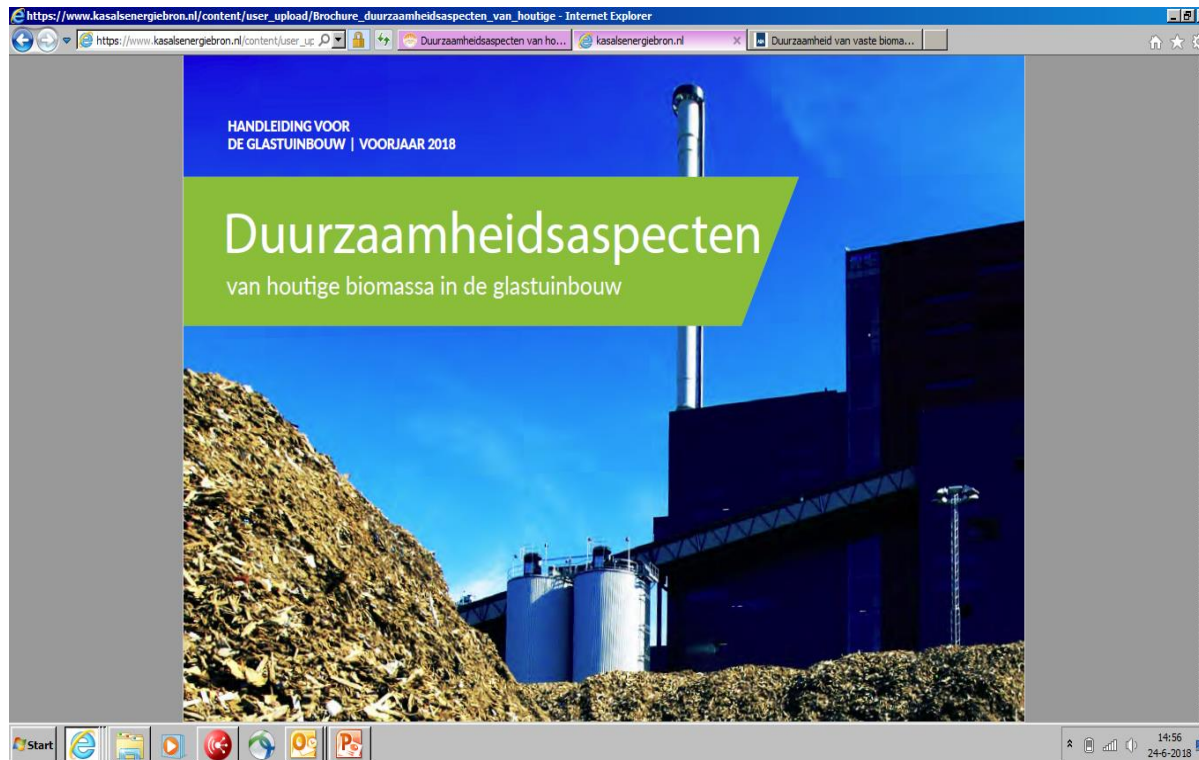 https://www.kasalsenergiebron.nl/content/user_upload/Brochure_duurzaamheidsaspecten_van_houtige - Internet Explorer
https://www.kasalsenergiebron.nl/content/user_up
Duurzaamheidsaspecten van ho...
kasalsenergiebron.nl
Duurzaamheid van vaste bioma...
HANDLEIDING VOOR
DE GLASTUINBOUW | VOORJAAR 2018
Duurzaamheidsaspecten
van houtige biomassa in de glastuinbouw
Start
14:56
24-6-2018